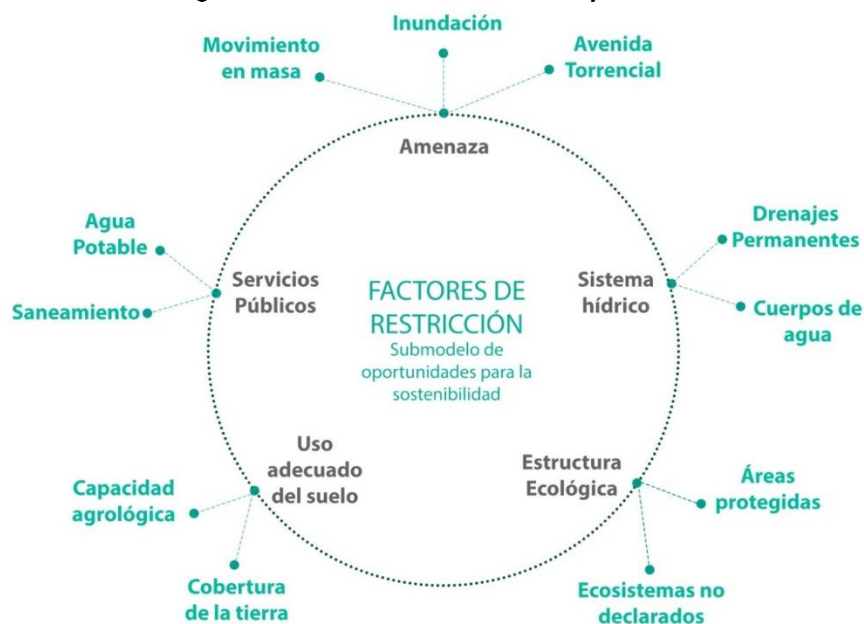 Inundación
Movimiento
en masa
Avenida
Torrencial
Amenaza
Agua
Potable
Saneamiento
Servicios
Públicos
Drenajes
Permanentes
Cuerpos de
agua
Sistema
hídrico
FACTORES DE
RESTRICCIÓN
Submodelo de
oportunidades para la
sostenibilidad
Uso
adecuado
del suelo
Capacidad
agrológica
Cobertura
de la tierra
Estructura
Ecológica
Áreas
protegidas
Ecosistemas no
declarados